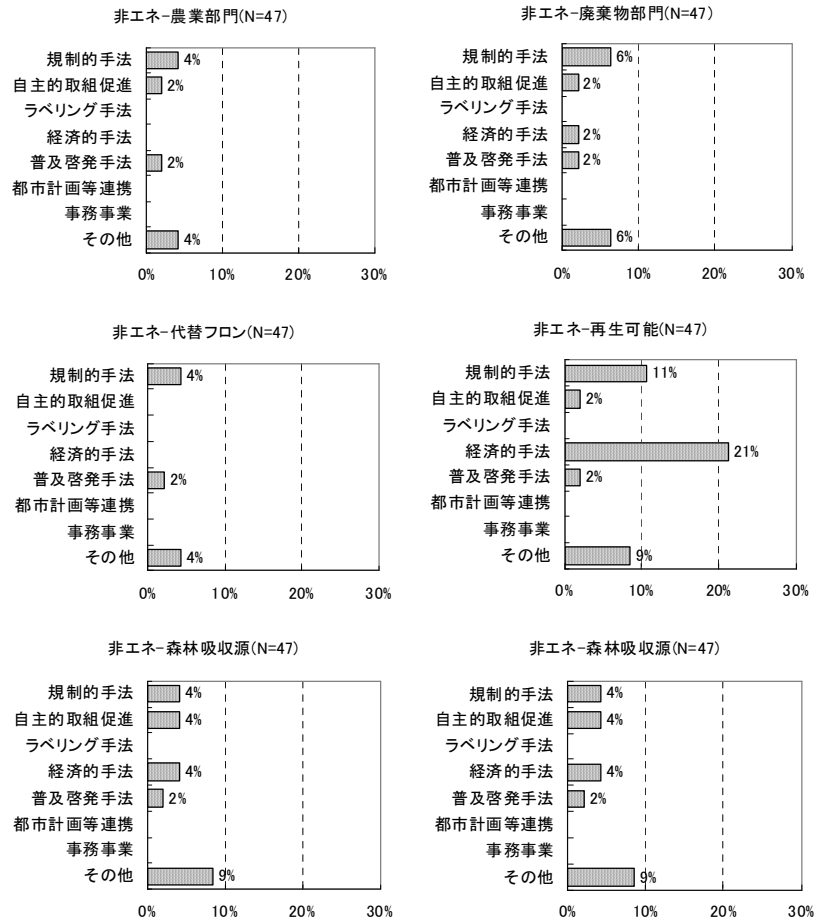 非エネ-農業部門(N=47)
規制的手法 4%
自主的取組促進 2%
ラベリング手法
経済的手法
普及啓発手法 2%
都市計画等連携
事務事業
その他 4%
0% 10% 20% 30%
非エネ-廃棄物部門(N=47)
規制的手法 6%
自主的取組促進 2%
ラベリング手法
経済的手法 2%
普及啓発手法 2%
都市計画等連携
事務事業
その他 6%
0% 10% 20% 30%
非エネ-代替フロン(N=47)
規制的手法 4%
自主的取組促進
ラベリング手法
経済的手法
普及啓発手法 2%
都市計画等連携
事務事業
その他 4%
0% 10% 20% 30%
非エネ-再生可能(N=47)
規制的手法 11%
自主的取組促進 2%
ラベリング手法
経済的手法 21%
普及啓発手法 2%
都市計画等連携
事務事業
その他 9%
0% 10% 20% 30%
非エネ-森林吸収源(N=47)
規制的手法 4%
自主的取組促進 4%
ラベリング手法
経済的手法 4%
普及啓発手法 2%
都市計画等連携
事務事業
その他 9%
0% 10% 20% 30%
非エネ-森林吸収源(N=47)
規制的手法 4%
自主的取組促進 4%
ラベリング手法
経済的手法 4%
普及啓発手法 2%
都市計画等連携
事務事業
その他 9%
0% 10% 20% 30%